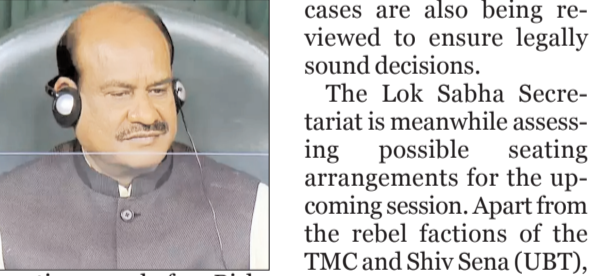 cases are also being re-
viewed to ensure legally
sound decisions.
The Lok Sabha Secre-
tariat is meanwhile assess-
ing possible seating
arrangements for the up-
coming session. Apart from
the rebel factions of the
TMC and Shiv Sena (UBT),